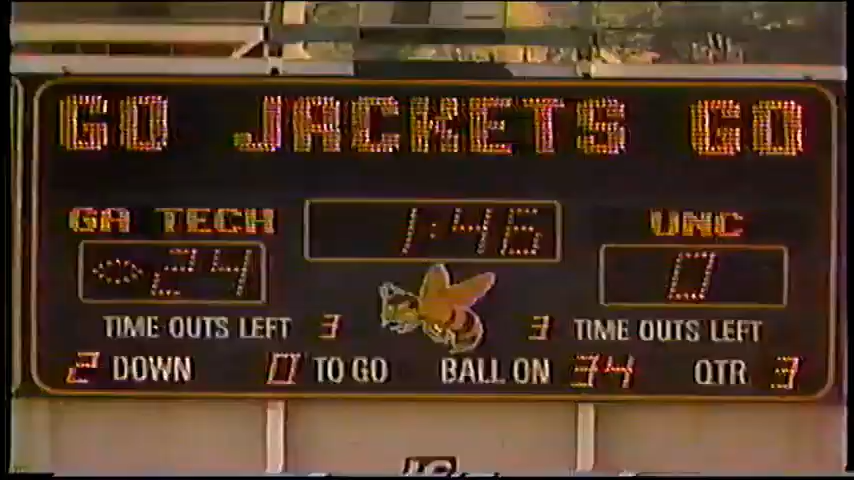 GO JACKETS GO
GA TECH 1:46 UNC
24 0
TIME OUTS LEFT 3 3 TIME OUTS LEFT
2 DOWN 0 TO GO BALL ON 34 QTR 3